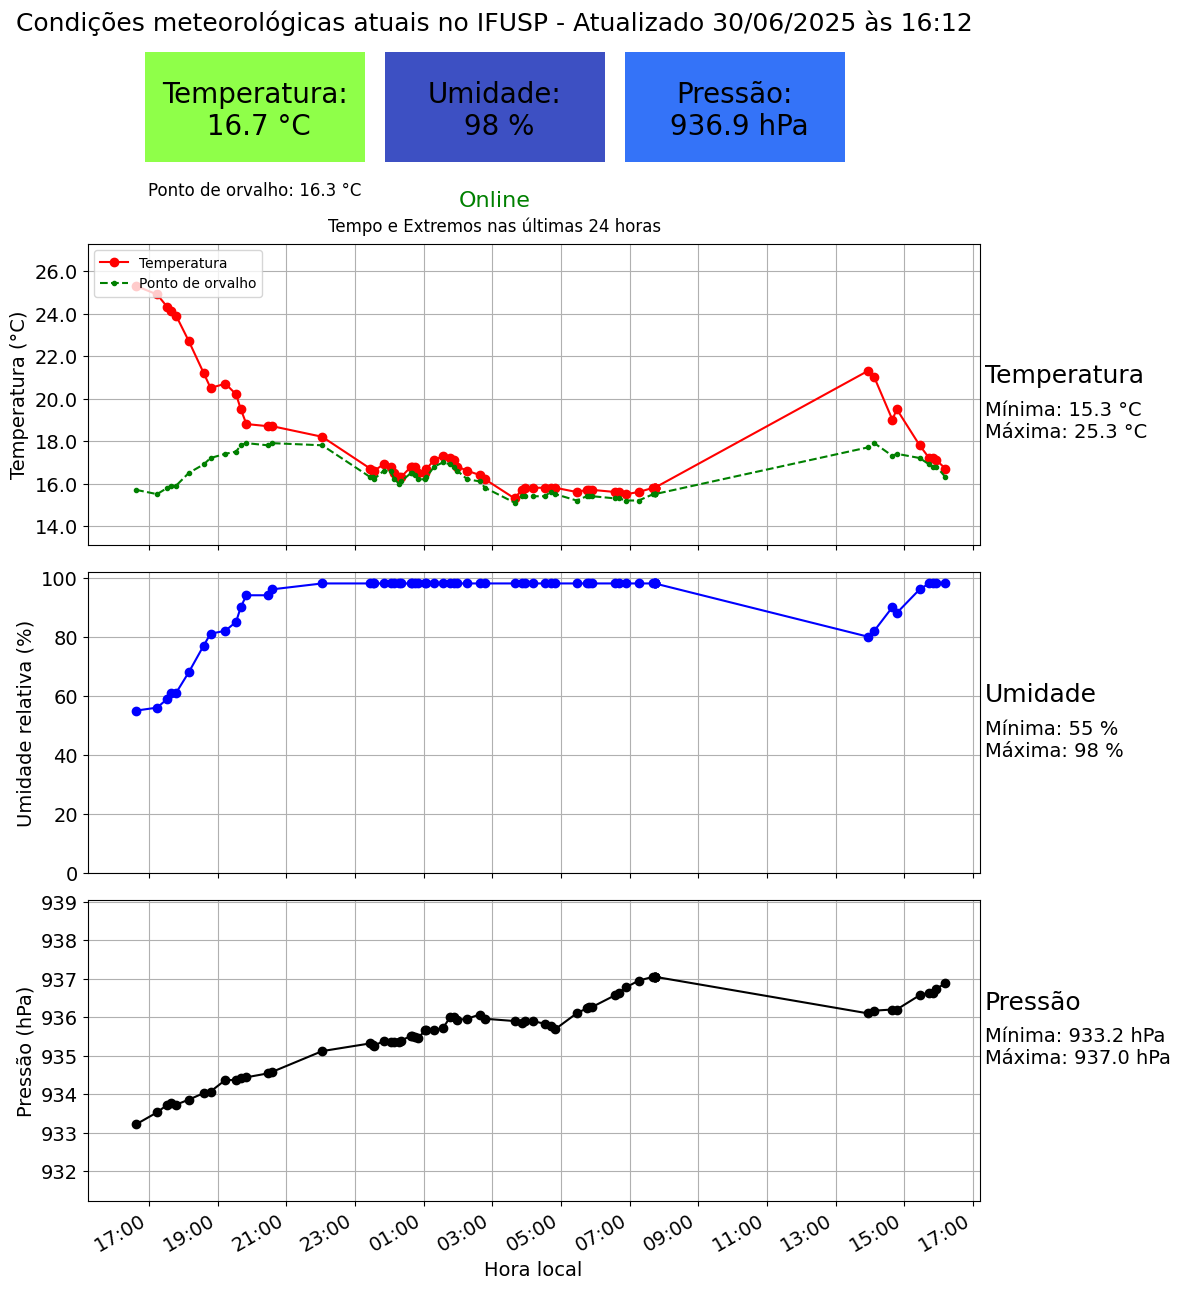 Condições meteorológicas atuais no IFUSP - Atualizado 30/06/2025 às 16:12
Temperatura:
16.7 °C
Umidade:
98 %
Pressão:
936.9 hPa
Ponto de orvalho: 16.3 °C
Online
Tempo e Extremos nas últimas 24 horas
Temperatura (°C)
26.0
24.0
22.0
20.0
18.0
16.0
14.0
Temperatura
Ponto de orvalho
Temperatura
Mínima: 15.3 °C
Máxima: 25.3 °C
Umidade relativa (%)
100
80
60
40
20
0
Umidade
Mínima: 55 %
Máxima: 98 %
Pressão (hPa)
939
938
937
936
935
934
933
932
Pressão
Mínima: 933.2 hPa
Máxima: 937.0 hPa
17:00
19:00
21:00
23:00
01:00
03:00
05:00
07:00
09:00
11:00
13:00
15:00
17:00
Hora local